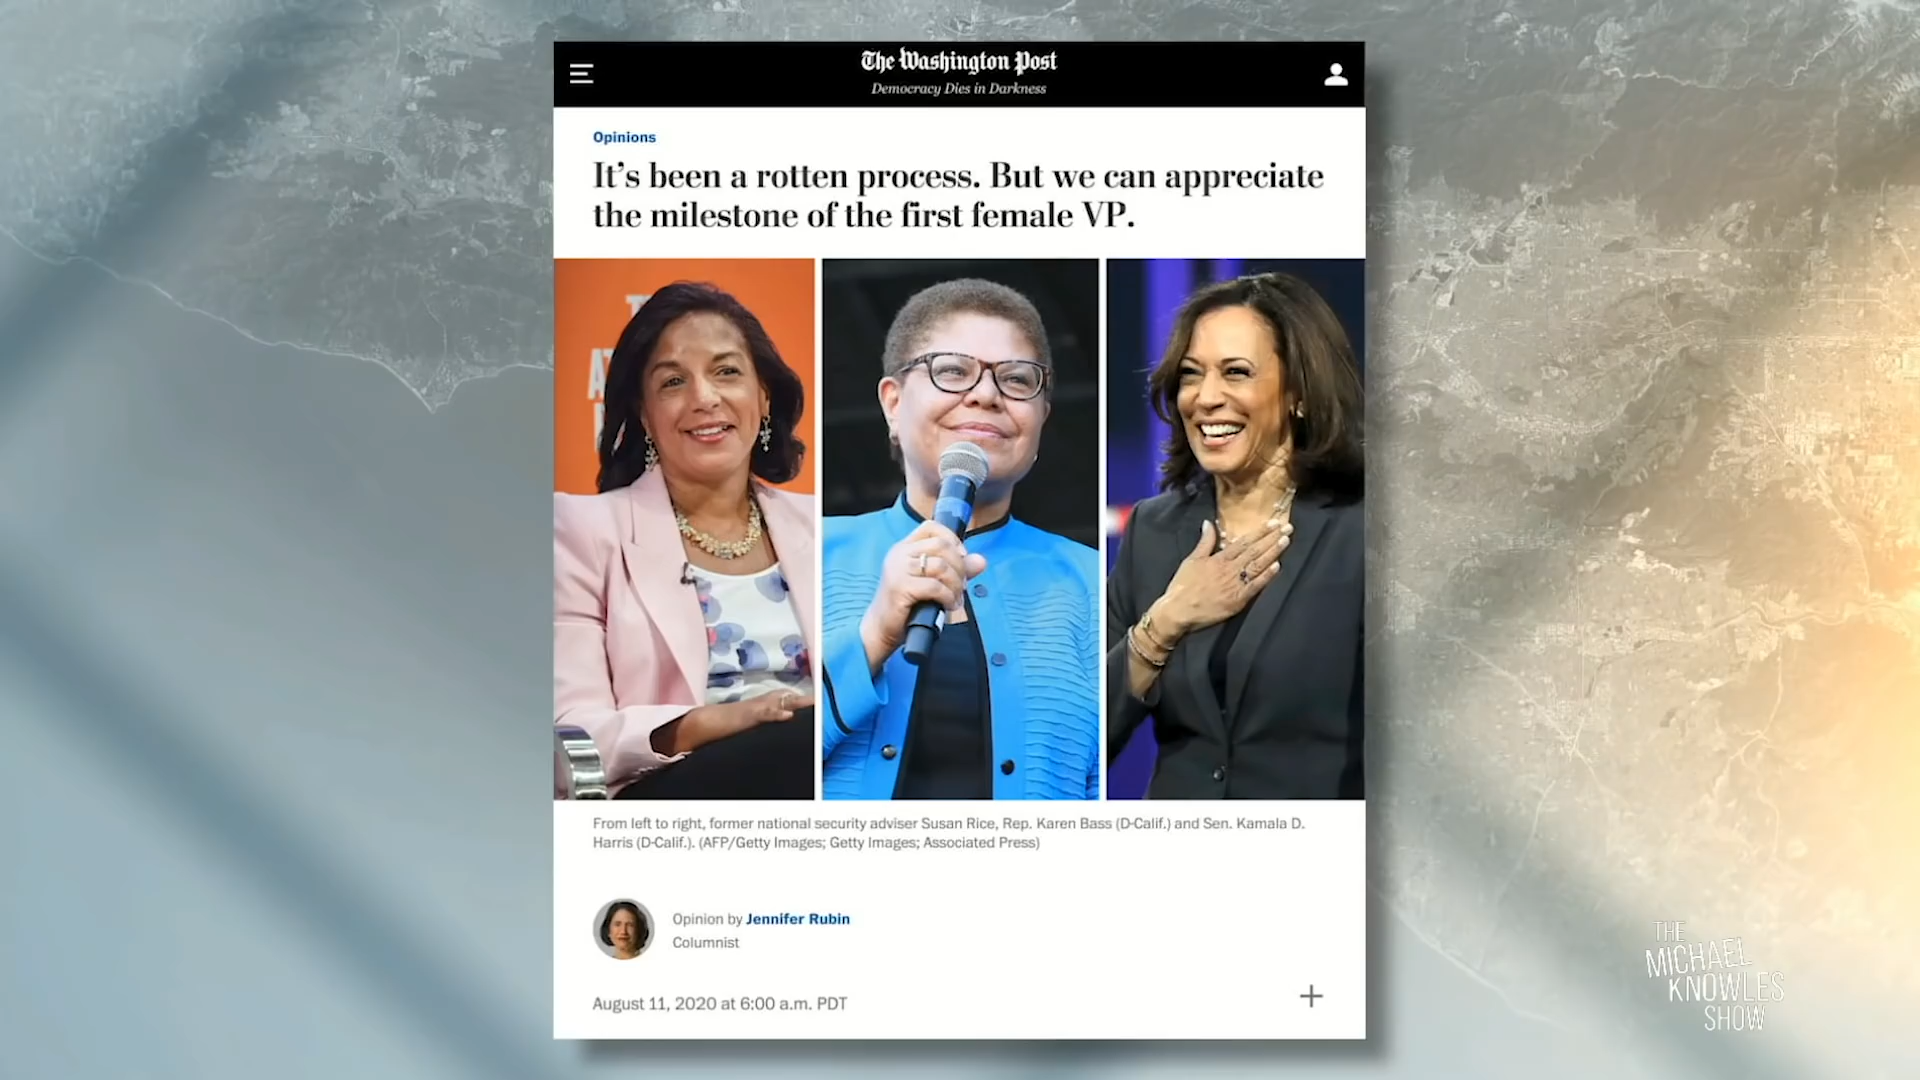 The Washington Post
Democracy Dies in Darkness
Opinions
It's been a rotten process. But we can appreciate
the milestone of the first female VP.
From left to right, former national security adviser Susan Rice, Rep. Karen Bass (D-Calif.) and Sen. Kamala D.
Harris (D-Calif.). (AFP/Getty Images; Getty Images; Associated Press)
Opinion by Jennifer Rubin
Columnist
August 11, 2020 at 6:00 a.m. PDT
THE
MICHAEL
KNOWLES
SHOW